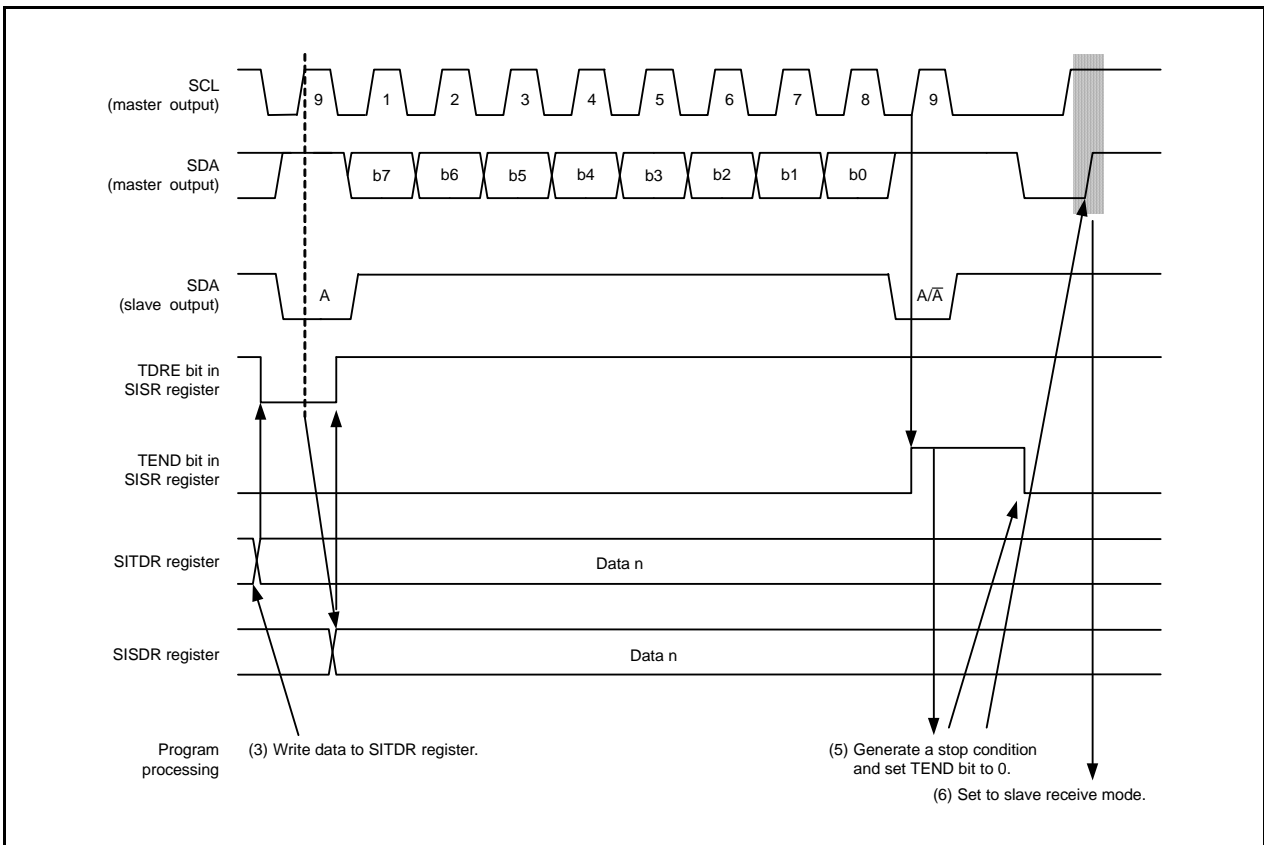 SCL
(master output)
9 1 2 3 4 5 6 7 8 9
SDA
(master output)
b7 b6 b5 b4 b3 b2 b1 b0
SDA
(slave output)
A A/A̅
TDRE bit in
SISR register
TEND bit in
SISR register
SITDR register
Data n
SISDR register
Data n
Program
processing
(3) Write data to SITDR register.
(5) Generate a stop condition
and set TEND bit to 0.
(6) Set to slave receive mode.